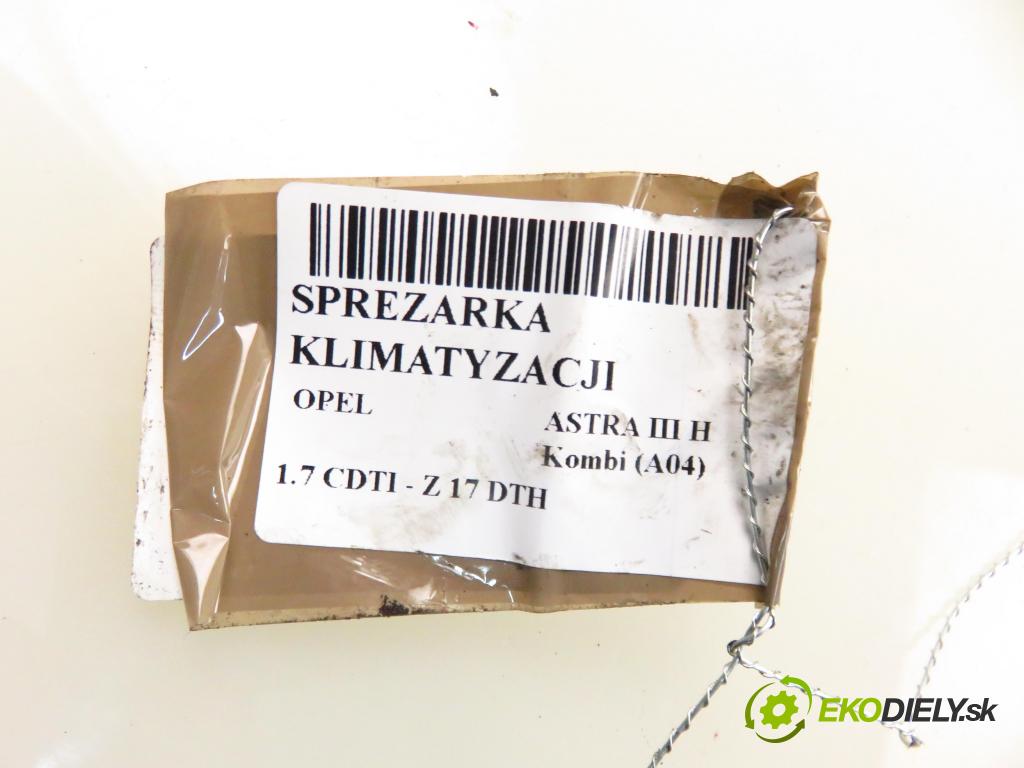 SPREZARKA
KLIMATYZACJI
OPEL
ASTRA III H
Kombi (A04)
1.7 CDTI - Z 17 DTH
EKODIELY.sk